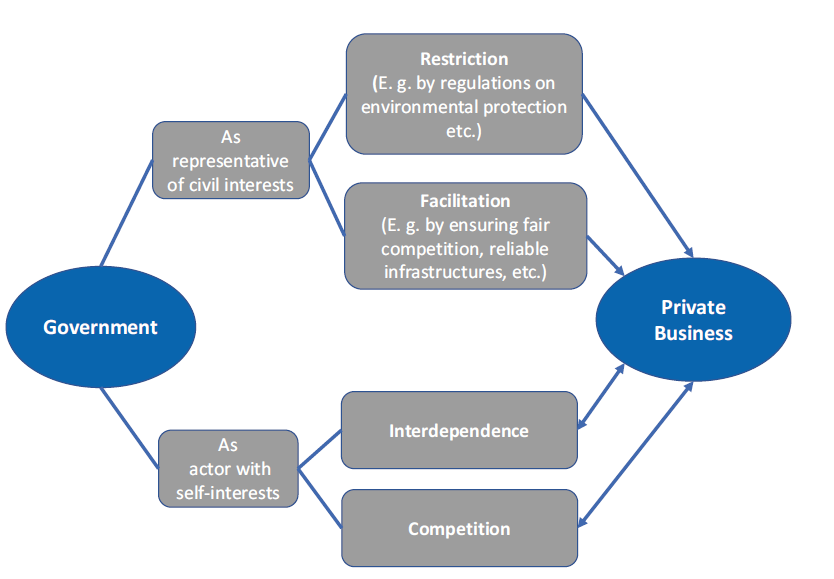 Restriction
(E. g. by regulations on
environmental protection
etc.)
As
representative
of civil interests
Facilitation
(E. g. by ensuring fair
competition, reliable
infrastructures, etc.)
Government
Private
Business
Interdependence
As
actor with
self-interests
Competition